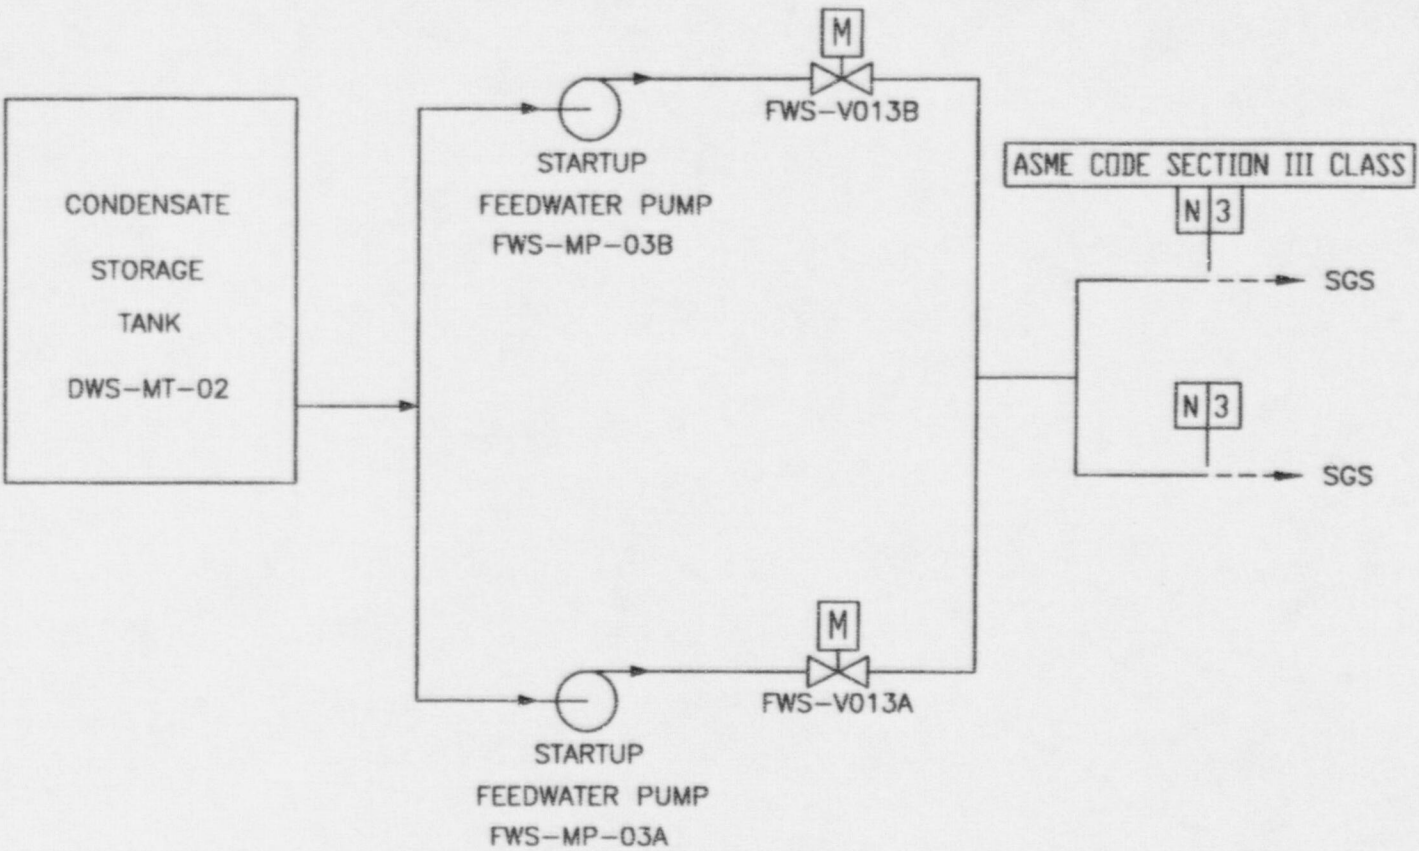 M
FWS-V013B
STARTUP
FEEDWATER PUMP
FWS-MP-03B
CONDENSATE
STORAGE
TANK
DWS-MT-02
ASME CODE SECTION III CLASS
N 3
SGS
N 3
SGS
M
FWS-V013A
STARTUP
FEEDWATER PUMP
FWS-MP-03A